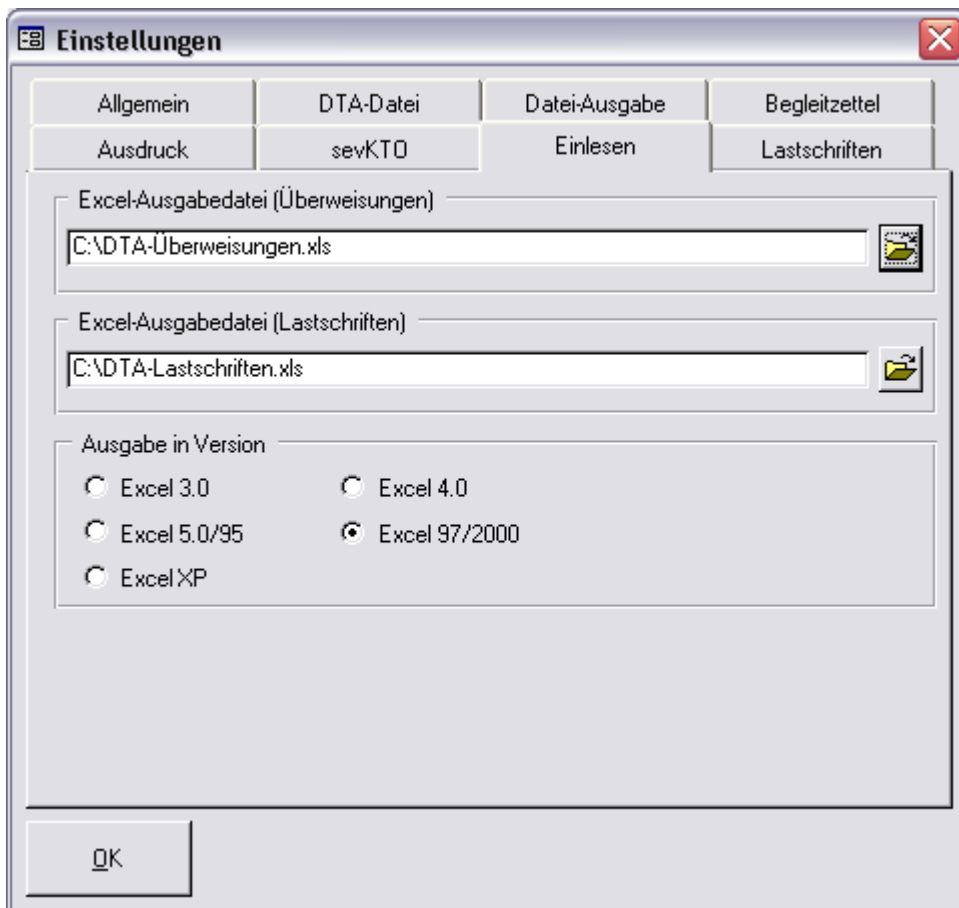 Einstellungen
Allgemein DTA-Datei Datei-Ausgabe Begleitzettel
Ausdruck sevKTO Einlesen Lastschriften
Excel-Ausgabedatei (Überweisungen)
C:\DTA-Überweisungen.xls
Excel-Ausgabedatei (Lastschriften)
C:\DTA-Lastschriften.xls
Ausgabe in Version
Excel 3.0 Excel 4.0
Excel 5.0/95 Excel 97/2000
Excel XP
OK